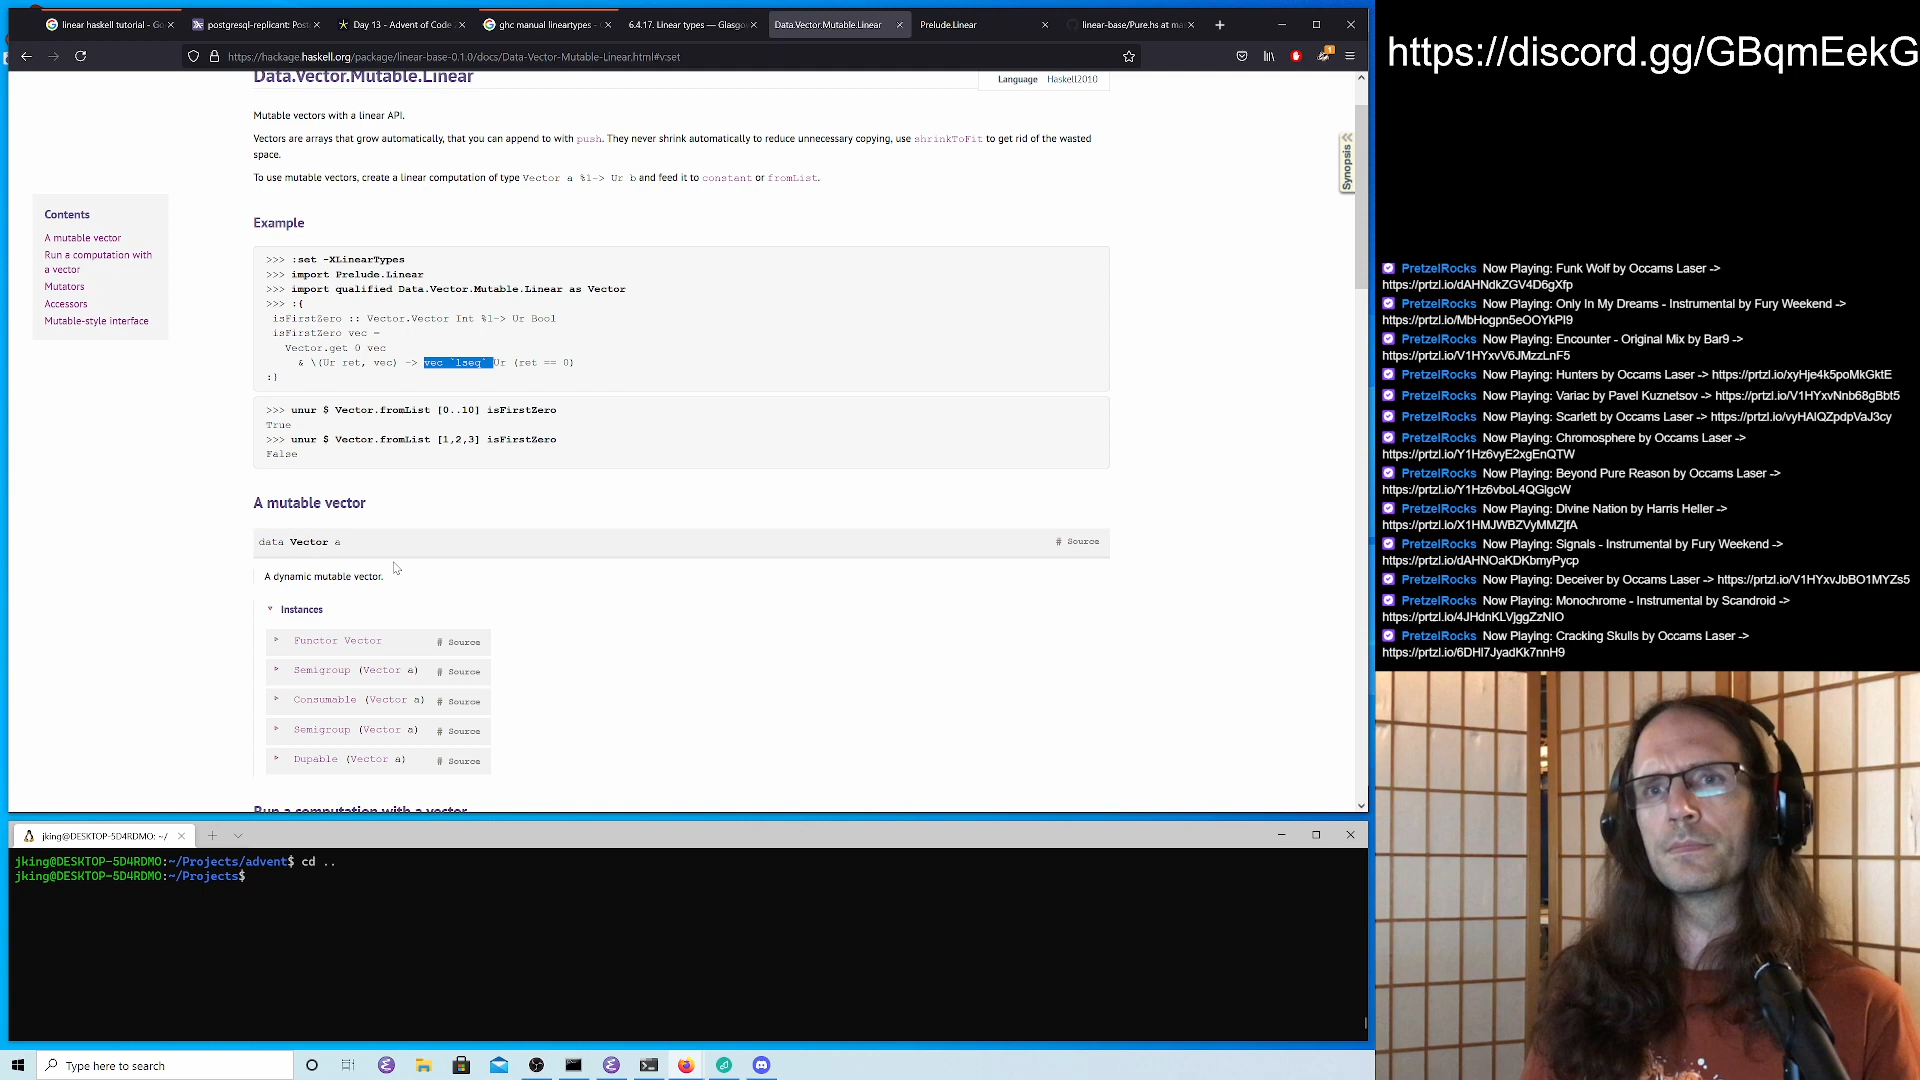 linear haskell tutorial - Go
postgresql-replicant: Post
Day 13 - Advent of Code
ghc manual lineartypes - G
6.4.17. Linear types — Glasgow
Data.Vector.Mutable.Linear
Prelude.Linear
linear-base/Pure.hs at ma
https://hackage.haskell.org/package/linear-base-0.1.0/docs/Data-Vector-Mutable-Linear.html#v:set
Data.Vector.Mutable.Linear
Language Haskell2010
Mutable vectors with a linear API.
Vectors are arrays that grow automatically, that you can append to with push. They never shrink automatically to reduce unnecessary copying, use shrinkToFit to get rid of the wasted
space.
To use mutable vectors, create a linear computation of type Vector a %1-> Ur b and feed it to constant or fromList.
Synopsis
Contents
A mutable vector
Run a computation with
a vector
Mutators
Accessors
Mutable-style interface
Example
>>> :set -XLinearTypes
>>> import Prelude.Linear
>>> import qualified Data.Vector.Mutable.Linear as Vector
>>> :{
isFirstZero :: Vector.Vector Int %1-> Ur Bool
isFirstZero vec =
Vector.get 0 vec
& \(Ur ret, vec) -> vec `lseq` Ur (ret == 0)
:}
>>> unur $ Vector.fromList [0..10] isFirstZero
True
>>> unur $ Vector.fromList [1,2,3] isFirstZero
False
A mutable vector
data Vector a
# Source
A dynamic mutable vector.
Instances
Functor Vector # Source
Semigroup (Vector a) # Source
Consumable (Vector a) # Source
Semigroup (Vector a) # Source
Dupable (Vector a) # Source
Run a computation with a vector
jking@DESKTOP-5D4RDMO: ~/
jking@DESKTOP-5D4RDMO:~/Projects/advent$ cd ..
jking@DESKTOP-5D4RDMO:~/Projects$
Type here to search
https://discord.gg/GBqmEekG
PretzelRocks Now Playing: Funk Wolf by Occams Laser ->
https://prtzl.io/dAHNdkZGV4D6gXfp
PretzelRocks Now Playing: Only In My Dreams - Instrumental by Fury Weekend ->
https://prtzl.io/MbHogpn5eOOYkPI9
PretzelRocks Now Playing: Encounter - Original Mix by Bar9 ->
https://prtzl.io/V1HYxvV6JMzzLnF5
PretzelRocks Now Playing: Hunters by Occams Laser -> https://prtzl.io/xyHje4k5poMkGktE
PretzelRocks Now Playing: Variac by Pavel Kuznetsov -> https://prtzl.io/V1HYxvNnb68gBbt5
PretzelRocks Now Playing: Scarlett by Occams Laser -> https://prtzl.io/vyHAlQZpdpVaJ3cy
PretzelRocks Now Playing: Chromosphere by Occams Laser ->
https://prtzl.io/Y1Hz6vyE2xgEnQTW
PretzelRocks Now Playing: Beyond Pure Reason by Occams Laser ->
https://prtzl.io/Y1Hz6vboL4QGlgcW
PretzelRocks Now Playing: Divine Nation by Harris Heller ->
https://prtzl.io/X1HMJWBZVyMMZjfA
PretzelRocks Now Playing: Signals - Instrumental by Fury Weekend ->
https://prtzl.io/dAHNOaKDKbmyPycp
PretzelRocks Now Playing: Deceiver by Occams Laser -> https://prtzl.io/V1HYxvJbBO1MYZs5
PretzelRocks Now Playing: Monochrome - Instrumental by Scandroid ->
https://prtzl.io/4JHdnKLVjggZzNIO
PretzelRocks Now Playing: Cracking Skulls by Occams Laser ->
https://prtzl.io/6DHl7JyadKk7nnH9